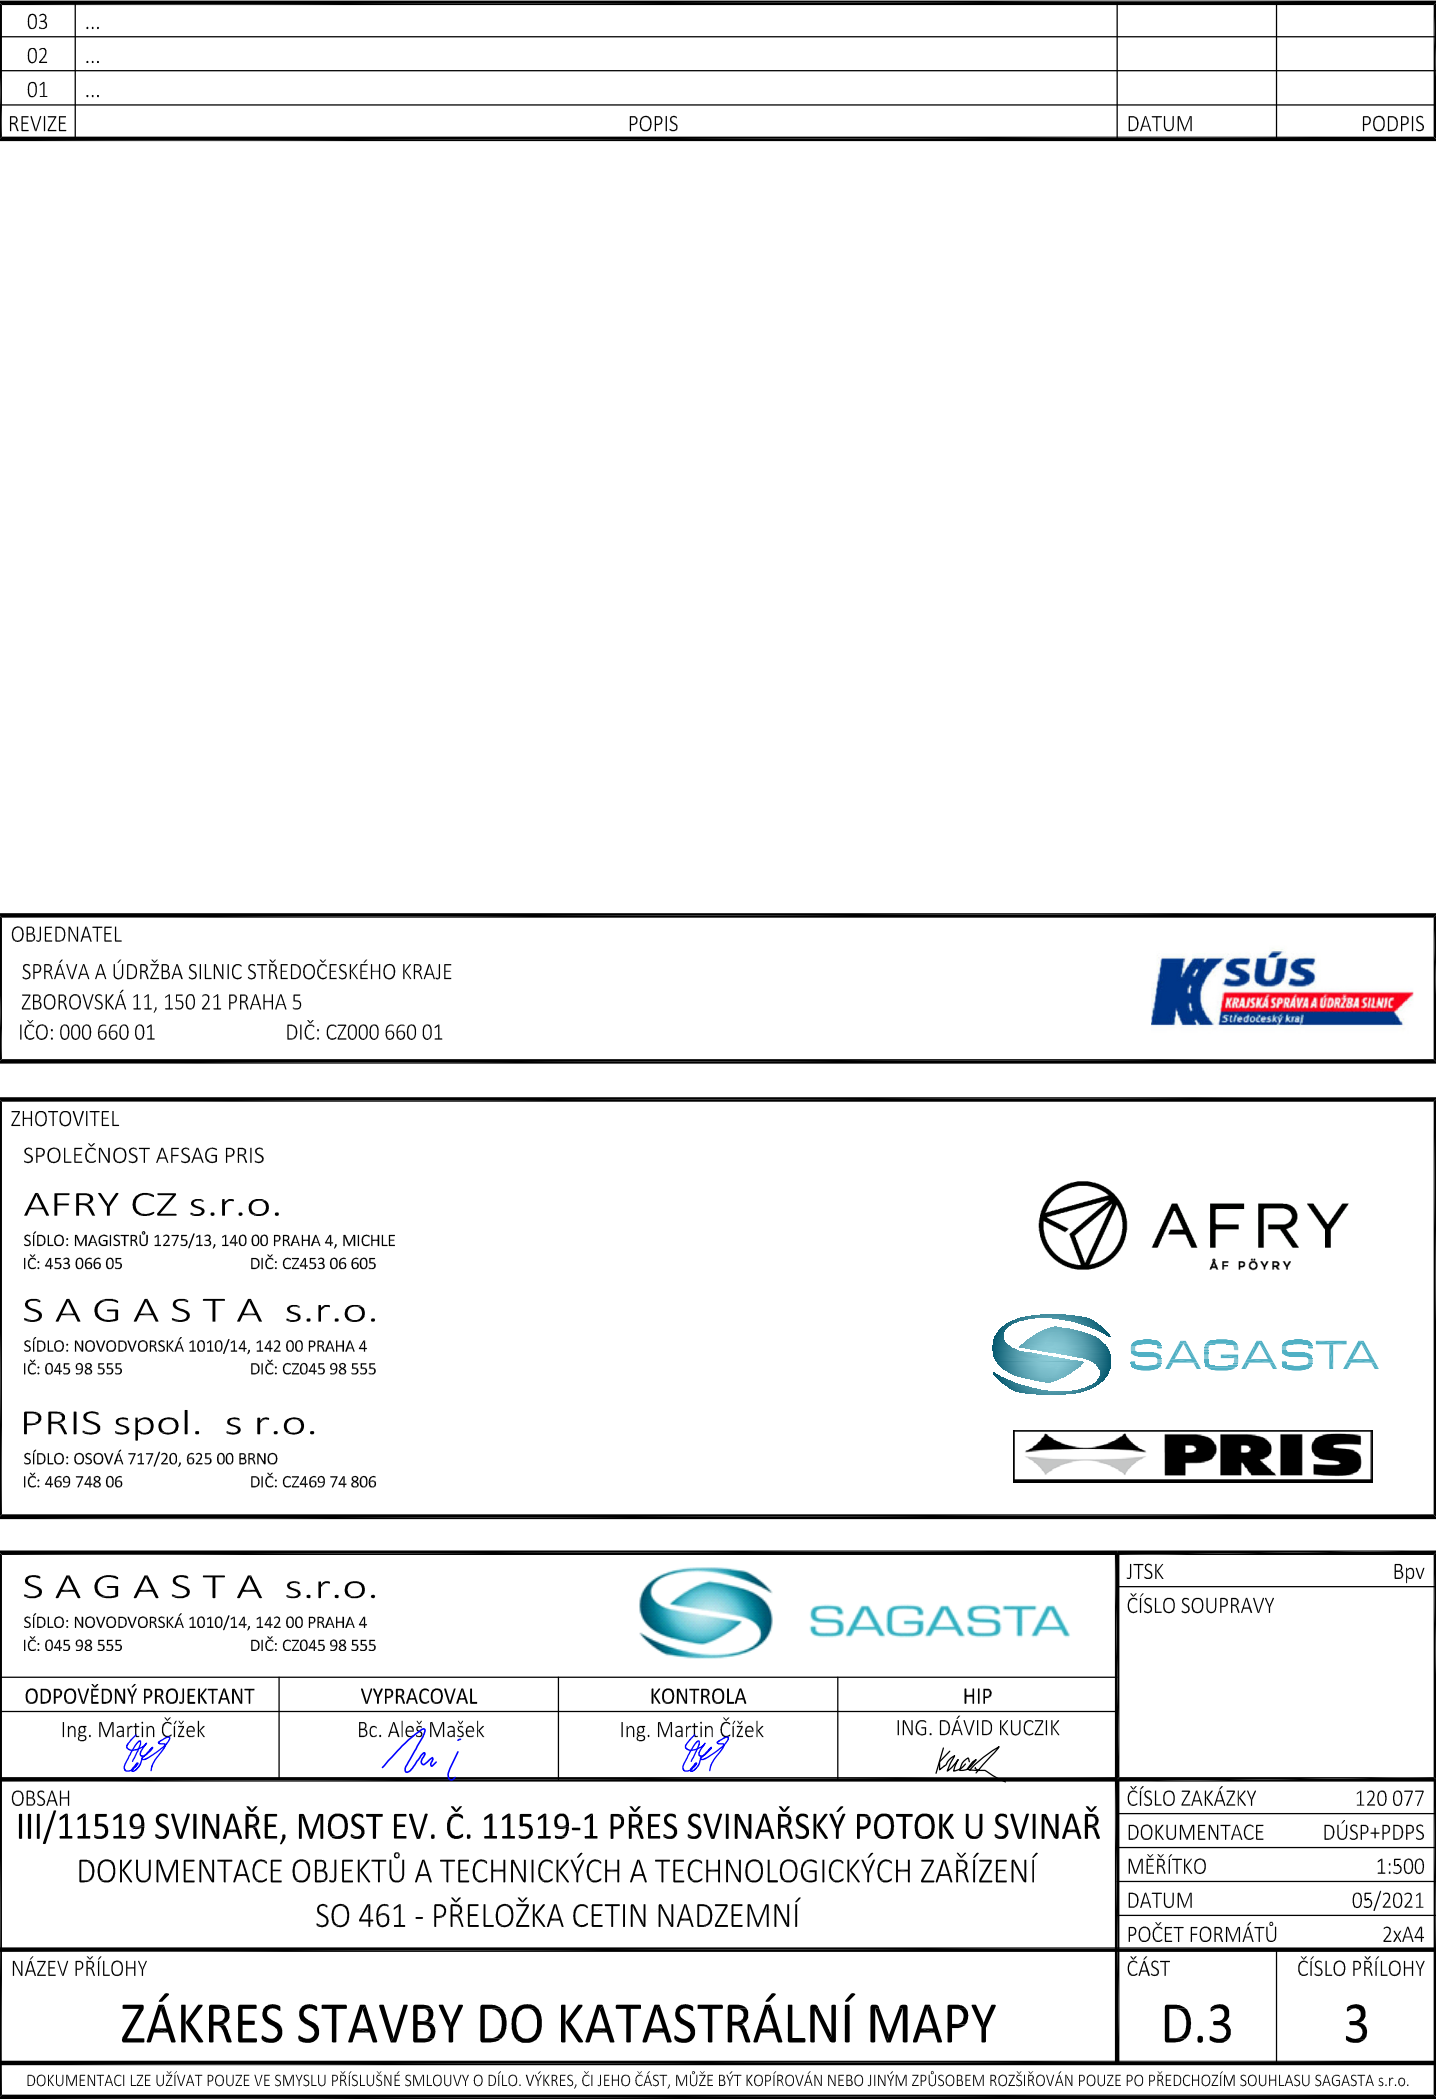 03 ...
02 ...
01 ...
REVIZE POPIS DATUM PODPIS
OBJEDNATEL
SPRÁVA A ÚDRŽBA SILNIC STŘEDOČESKÉHO KRAJE
ZBOROVSKÁ 11, 150 21 PRAHA 5
IČO: 000 660 01 DIČ: CZ000 660 01
SÚS
KRAJSKÁ SPRÁVA A ÚDRŽBA SILNIC
Středočeský kraj
ZHOTOVITEL
SPOLEČNOST AFSAG PRIS
AFRY CZ s.r.o.
SÍDLO: MAGISTRŮ 1275/13, 140 00 PRAHA 4, MICHLE
IČ: 453 066 05 DIČ: CZ453 06 605
AFRY
ÅF PÖYRY
S A G A S T A s.r.o.
SÍDLO: NOVODVORSKÁ 1010/14, 142 00 PRAHA 4
IČ: 045 98 555 DIČ: CZ045 98 555
SAGASTA
PRIS spol. s r.o.
SÍDLO: OSOVÁ 717/20, 625 00 BRNO
IČ: 469 748 06 DIČ: CZ469 74 806
PRIS
S A G A S T A s.r.o.
SÍDLO: NOVODVORSKÁ 1010/14, 142 00 PRAHA 4
IČ: 045 98 555 DIČ: CZ045 98 555
SAGASTA
JTSK Bpv
ČÍSLO SOUPRAVY
ODPOVĚDNÝ PROJEKTANT VYPRACOVAL KONTROLA HIP
Ing. Martin Čížek Bc. Aleš Mašek Ing. Martin Čížek ING. DÁVID KUCZIK
OBSAH
III/11519 SVINAŘE, MOST EV. Č. 11519-1 PŘES SVINAŘSKÝ POTOK U SVINAŘ
DOKUMENTACE OBJEKTŮ A TECHNICKÝCH A TECHNOLOGICKÝCH ZAŘÍZENÍ
SO 461 - PŘELOŽKA CETIN NADZEMNÍ
ČÍSLO ZAKÁZKY 120 077
DOKUMENTACE DÚSP+PDPS
MĚŘÍTKO 1:500
DATUM 05/2021
POČET FORMÁTŮ 2xA4
NÁZEV PŘÍLOHY
ZÁKRES STAVBY DO KATASTRÁLNÍ MAPY
ČÁST ČÍSLO PŘÍLOHY
D.3 3
DOKUMENTACI LZE UŽÍVAT POUZE VE SMYSLU PŘÍSLUŠNÉ SMLOUVY O DÍLO. VÝKRES, ČI JEHO ČÁST, MŮŽE BÝT KOPÍROVÁN NEBO JINÝM ZPŮSOBEM ROZŠIŘOVÁN POUZE PO PŘEDCHOZÍM SOUHLASU SAGASTA s.r.o.